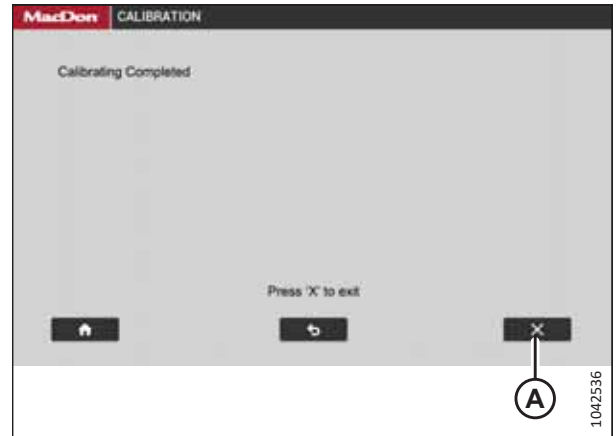 MacDon CALIBRATION
Calibrating Completed
Press 'X' to exit
A
1042536